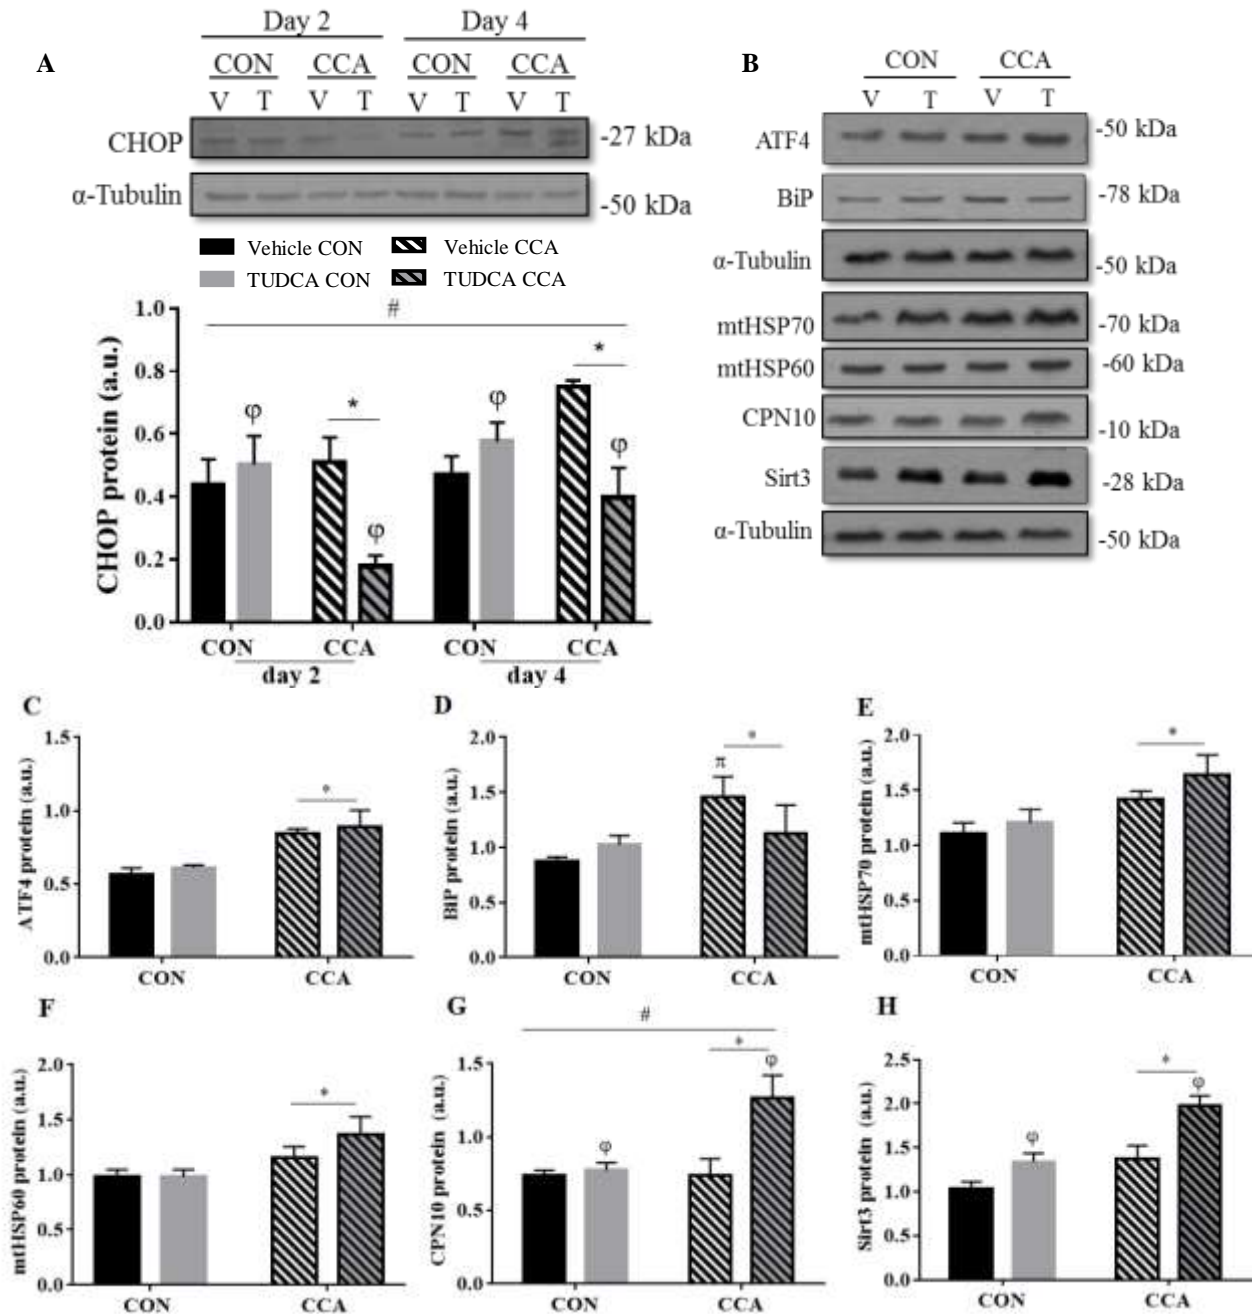 A
Day 2 Day 4
CON CCA CON CCA
V T V T V T V T
CHOP -27 kDa
α-Tubulin -50 kDa
Vehicle CON Vehicle CCA
TUDCA CON TUDCA CCA
CHOP protein (a.u.)
1.0
0.8
0.6
0.4
0.2
0.0
#
* *
φ φ φ φ
CON CCA CON CCA
day 2 day 4
B
CON CCA
V T V T
ATF4 -50 kDa
BiP -78 kDa
α-Tubulin -50 kDa
mtHSP70 -70 kDa
mtHSP60 -60 kDa
CPN10 -10 kDa
Sirt3 -28 kDa
α-Tubulin -50 kDa
C
ATF4 protein (a.u.)
1.5
1.0
0.5
0.0
*
CON CCA
D
BiP protein (a.u.)
2.0
1.5
1.0
0.5
0.0
π *
CON CCA
E
mtHSP70 protein (a.u.)
2.0
1.5
1.0
0.5
0.0
*
CON CCA
F
mtHSP60 protein (a.u.)
2.0
1.5
1.0
0.5
0.0
*
CON CCA
G
CPN10 protein (a.u.)
1.5
1.0
0.5
0.0
#
*
φ φ
CON CCA
H
Sirt3 protein (a.u.)
2.5
2.0
1.5
1.0
0.5
0.0
*
φ φ
CON CCA